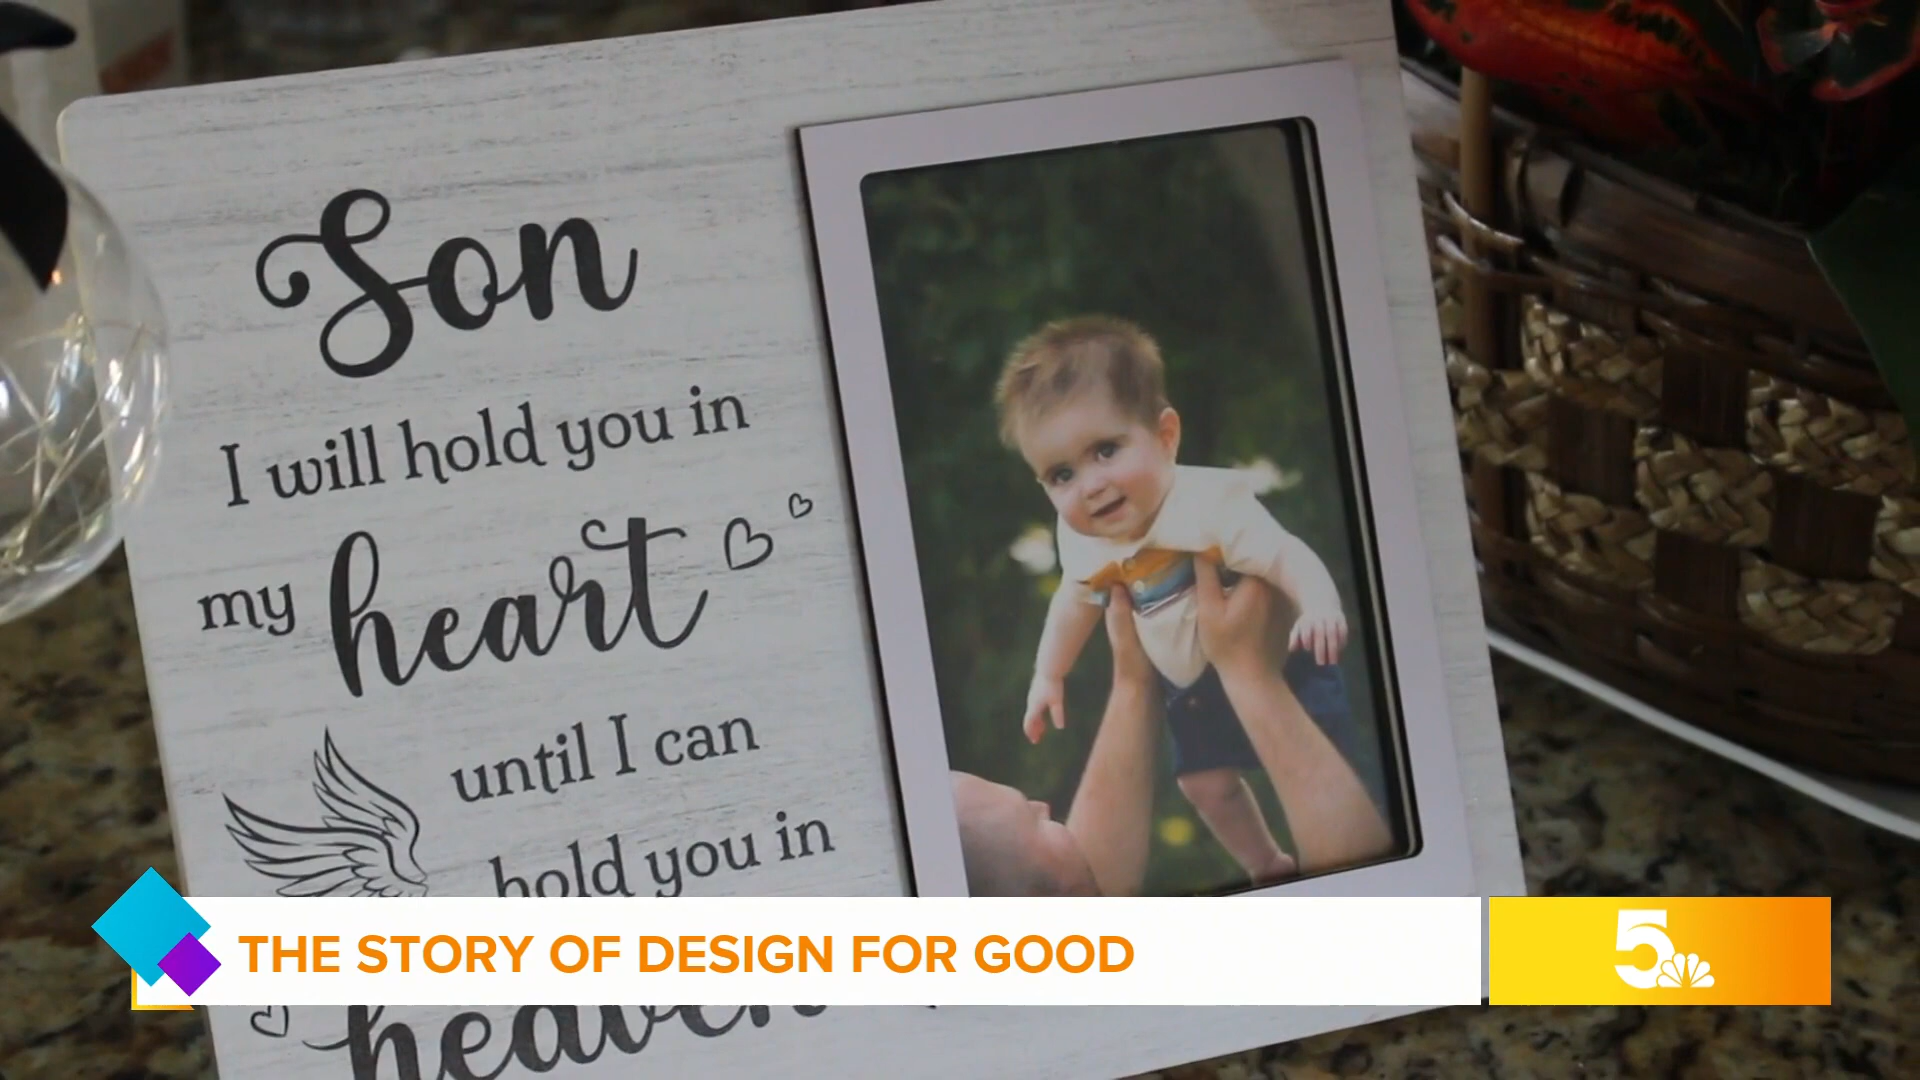 Son
I will hold you in
my heart
until I can
hold you in
heaven
THE STORY OF DESIGN FOR GOOD
5